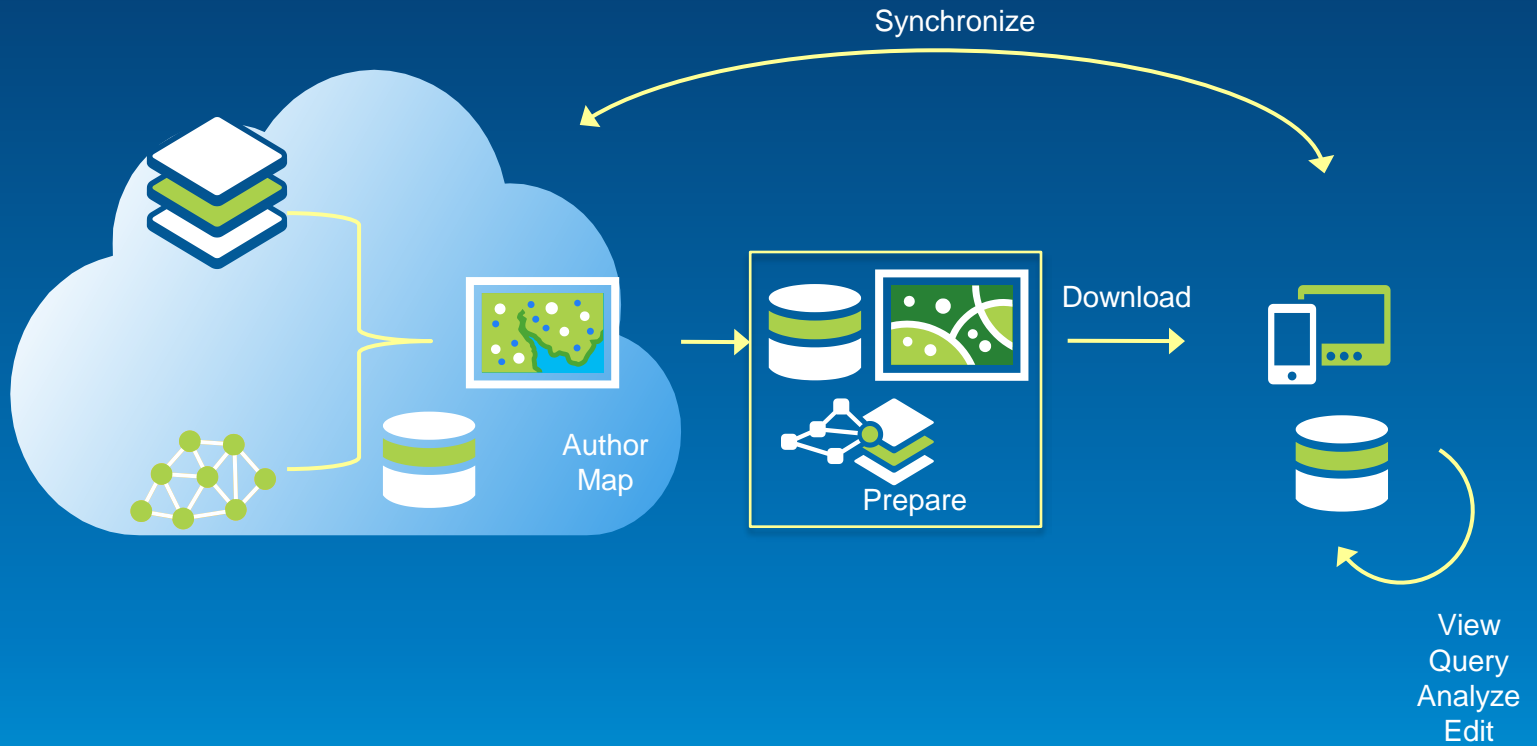 Synchronize
Author
Map
Prepare
Download
View
Query
Analyze
Edit